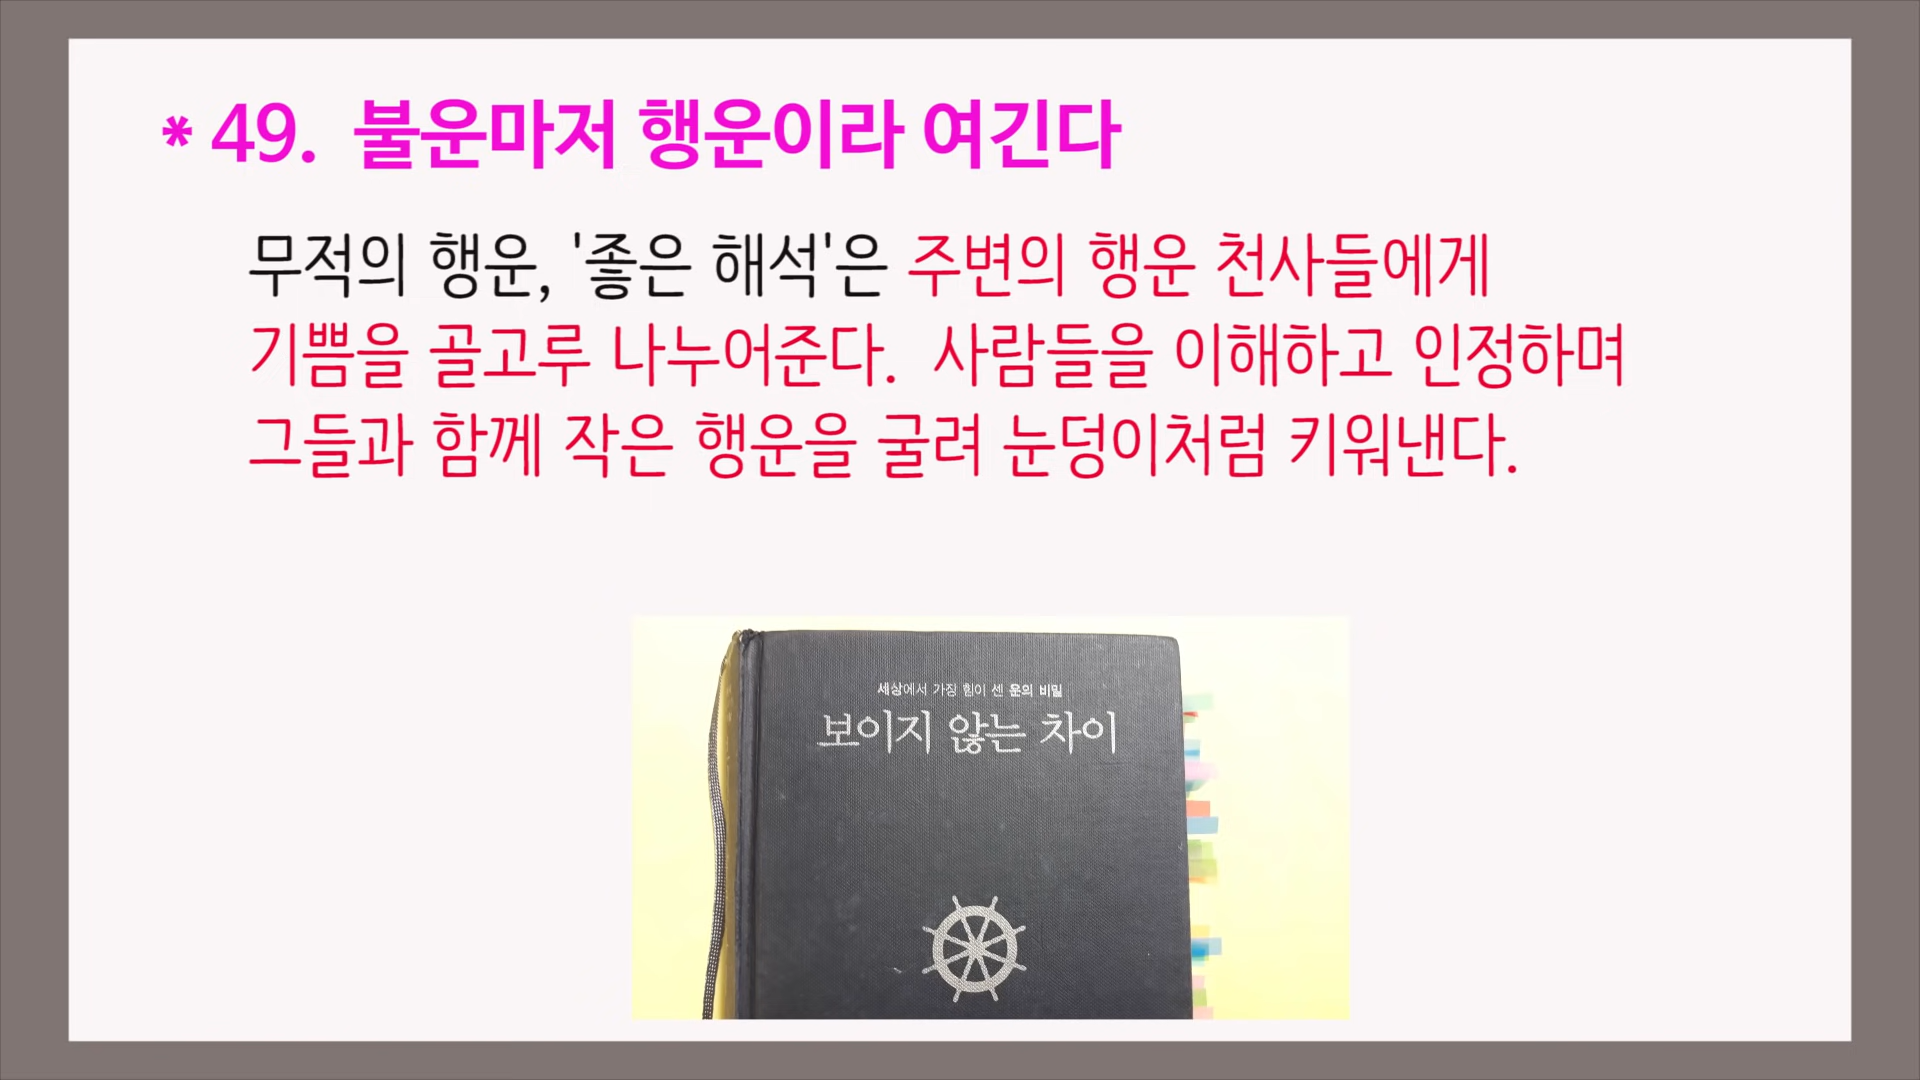 * 49. 불운마저 행운이라 여긴다
무적의 행운, '좋은 해석'은 주변의 행운 천사들에게
기쁨을 골고루 나누어준다. 사람들을 이해하고 인정하며
그들과 함께 작은 행운을 굴려 눈덩이처럼 키워낸다.
세상에서 가장 힘이 센 운의 비밀
보이지 않는 차이